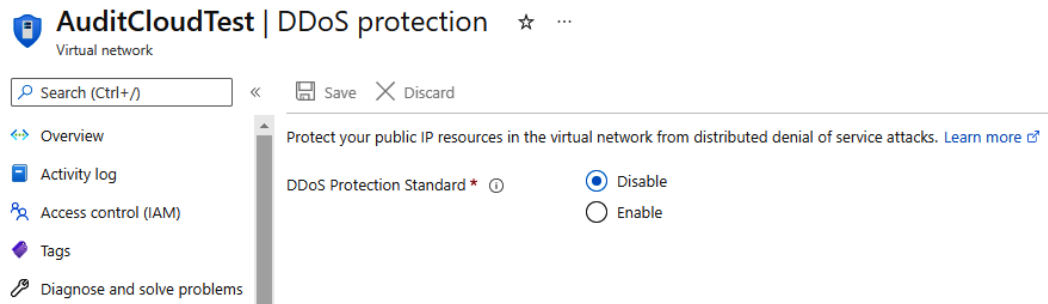 AuditCloudTest | DDoS protection
Virtual network
Search (Ctrl+/)
Overview
Activity log
Access control (IAM)
Tags
Diagnose and solve problems
Save
Discard
Protect your public IP resources in the virtual network from distributed denial of service attacks. Learn more
DDoS Protection Standard *
Disable
Enable